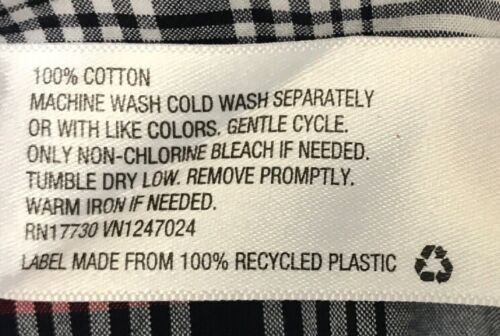 100% COTTON
MACHINE WASH COLD WASH SEPARATELY
OR WITH LIKE COLORS. GENTLE CYCLE.
ONLY NON-CHLORINE BLEACH IF NEEDED.
TUMBLE DRY LOW. REMOVE PROMPTLY.
WARM IRON IF NEEDED.
RN17730 VN1247024
LABEL MADE FROM 100% RECYCLED PLASTIC